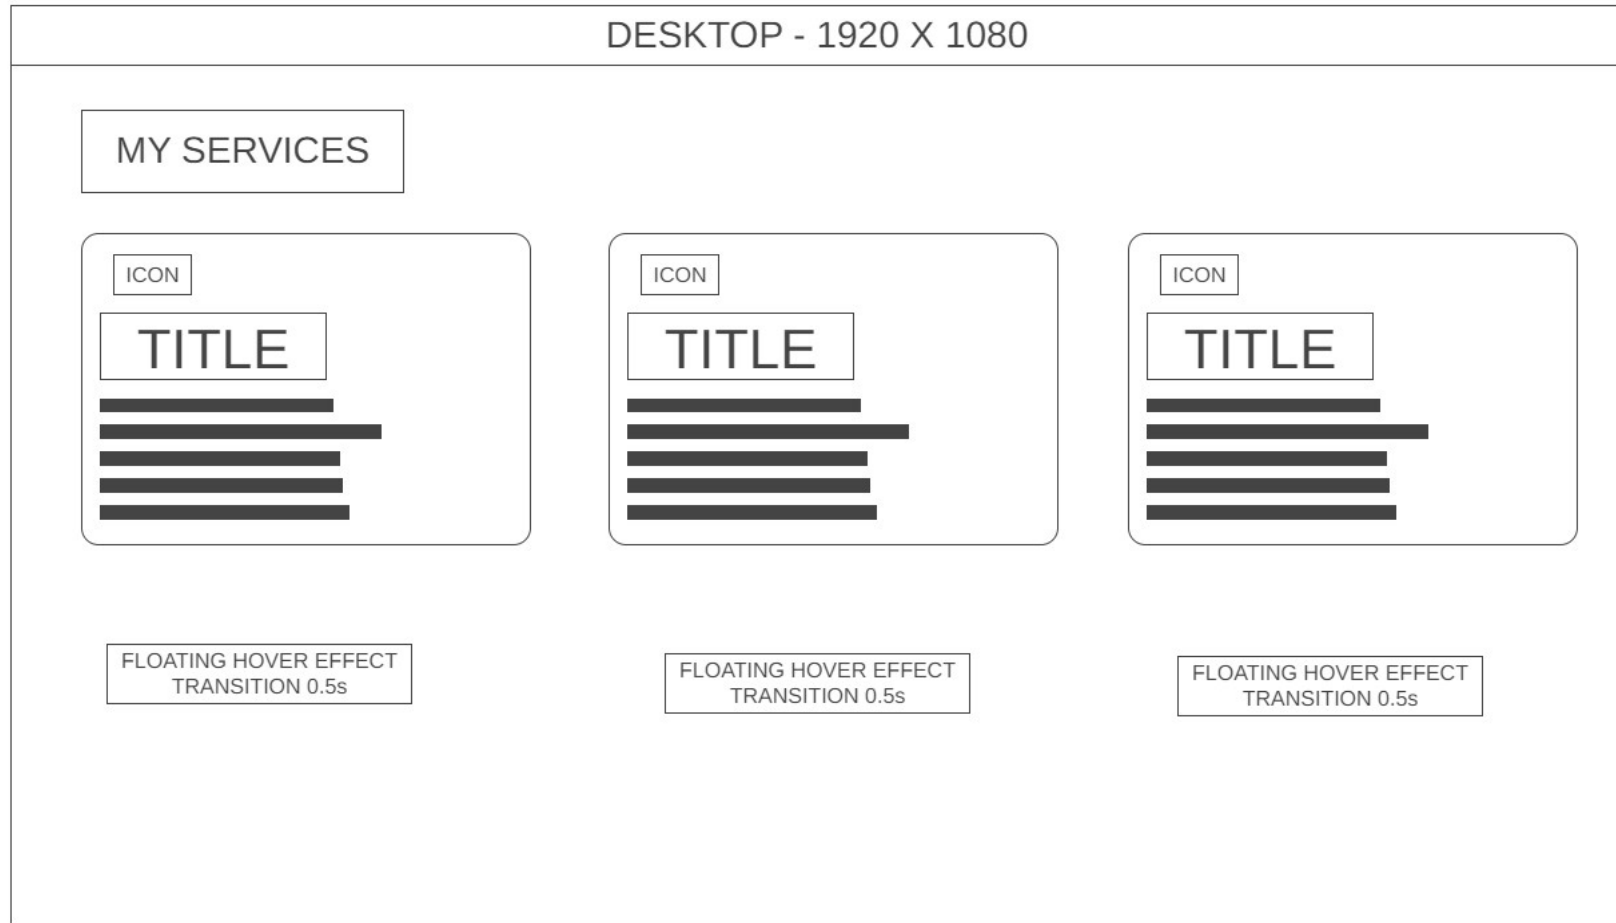 DESKTOP - 1920 X 1080
MY SERVICES
ICON
TITLE
ICON
TITLE
ICON
TITLE
FLOATING HOVER EFFECT
TRANSITION 0.5s
FLOATING HOVER EFFECT
TRANSITION 0.5s
FLOATING HOVER EFFECT
TRANSITION 0.5s